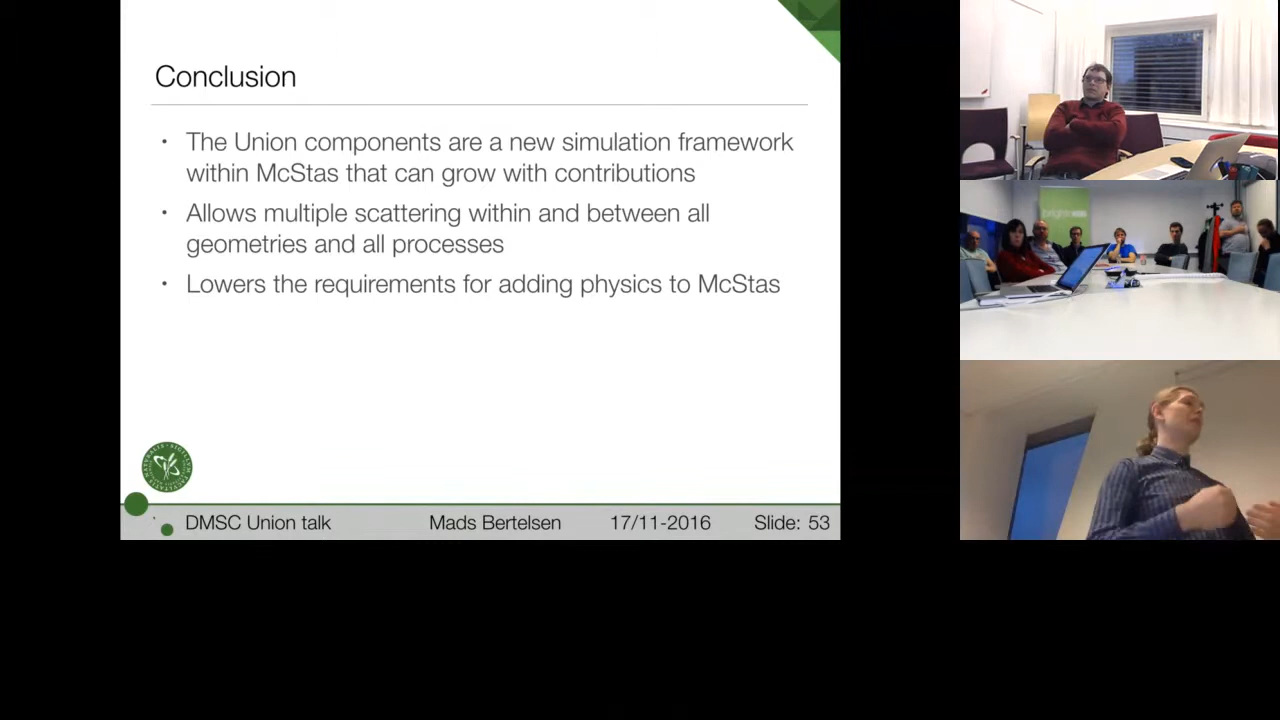 Conclusion
• The Union components are a new simulation framework
within McStas that can grow with contributions
• Allows multiple scattering within and between all
geometries and all processes
• Lowers the requirements for adding physics to McStas
DMSC Union talk Mads Bertelsen 17/11-2016 Slide: 53